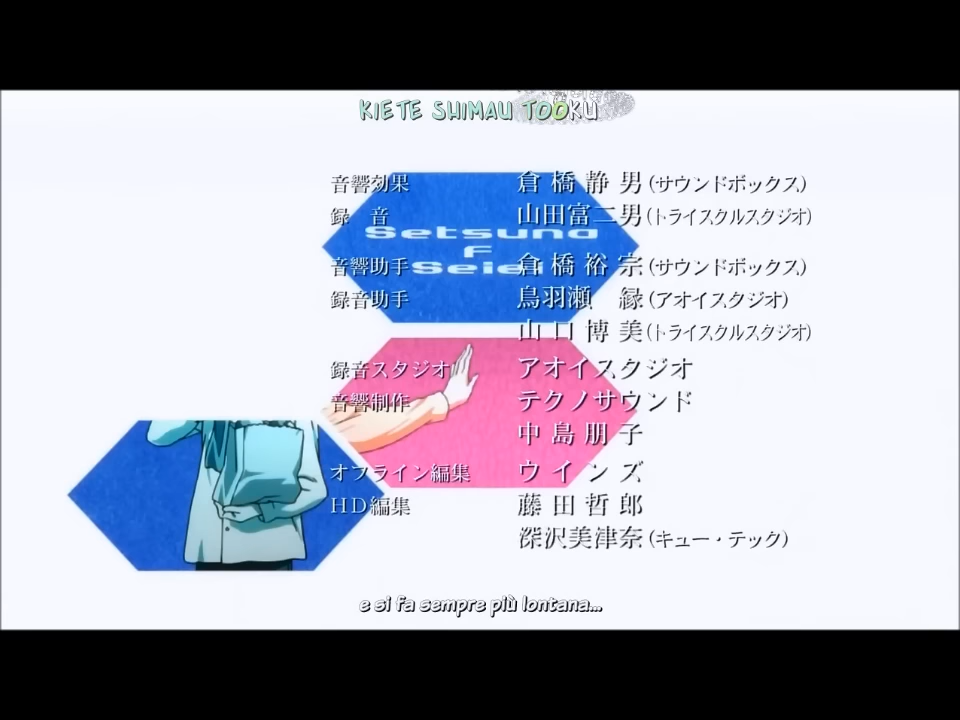 KIETE SHIMAU TOOKU
音響効果 倉橋静男(サウンドボックス)
録 音 山田富二男(トライスクルスタジオ)
Setsuna
F
Seiei
音響助手 倉橋裕宗(サウンドボックス)
録音助手 鳥羽瀬 縁(アオイスタジオ)
山口博美(トライスクルスタジオ)
録音スタジオ アオイスタジオ
音響制作 テクノサウンド
中島朋子
オフライン編集 ウインズ
HD編集 藤田哲郎
深沢美津奈(キュー・テック)
e si fa sempre più lontana...